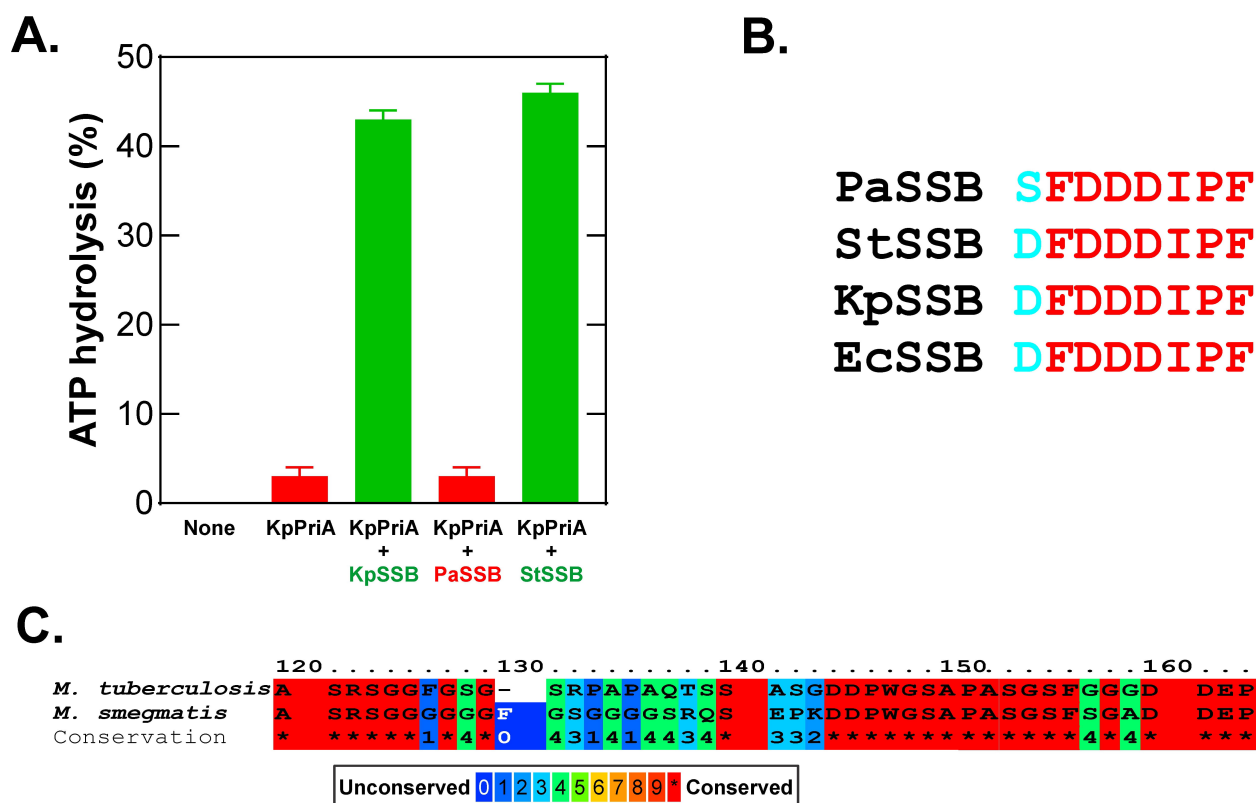 A.
ATP hydrolysis (%)
50
40
30
20
10
0
None KpPriA KpPriA KpPriA KpPriA
+ + +
KpSSB PaSSB StSSB
B.
PaSSB SFDDDIPF
StSSB DFDDDIPF
KpSSB DFDDDIPF
EcSSB DFDDDIPF
C.
120.......130.......140.......150.......160...
M. tuberculosis A SRSGGFGSG- SRPAPAQTSS ASGDDPWGSAPASGSFGGGD DEP
M. smegmatis A SRSGGGGGGF GSGGGGSRQS EPKDDPWGSAPASGSFSGAD DEP
Conservation * *****1*4*0 431414434* 332*************4*4* ***
Unconserved 0 1 2 3 4 5 6 7 8 9 * Conserved